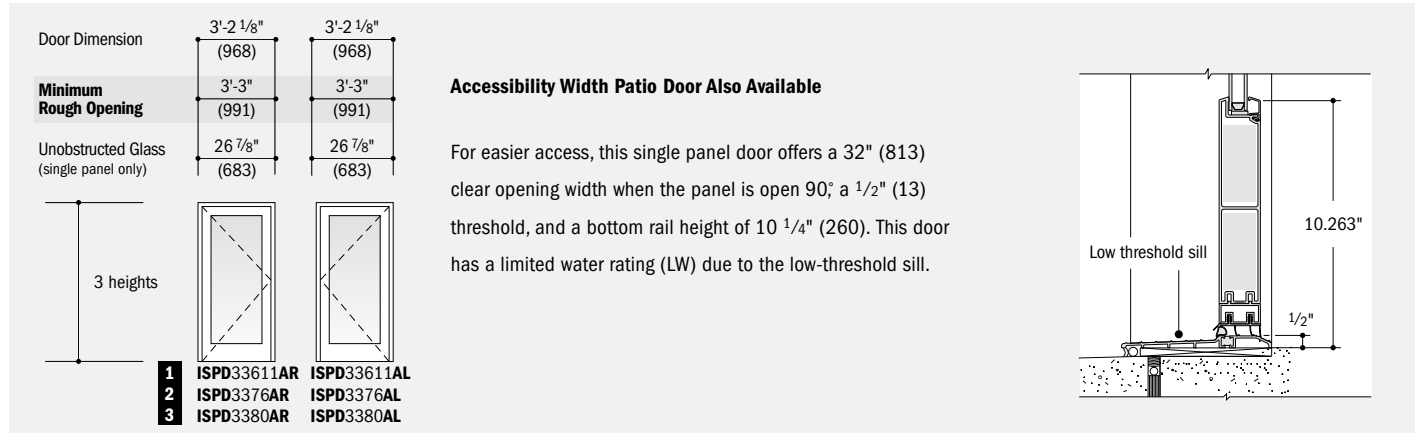 Door Dimension
3'-2 1/8" 3'-2 1/8"
(968) (968)
Minimum
Rough Opening
3'-3" 3'-3"
(991) (991)
Unobstructed Glass
(single panel only)
26 7/8" 26 7/8"
(683) (683)
3 heights
1 ISPD33611AR ISPD33611AL
2 ISPD3376AR ISPD3376AL
3 ISPD3380AR ISPD3380AL
Accessibility Width Patio Door Also Available
For easier access, this single panel door offers a 32" (813)
clear opening width when the panel is open 90°, a 1/2" (13)
threshold, and a bottom rail height of 10 1/4" (260). This door
has a limited water rating (LW) due to the low-threshold sill.
10.263"
Low threshold sill
1/2"